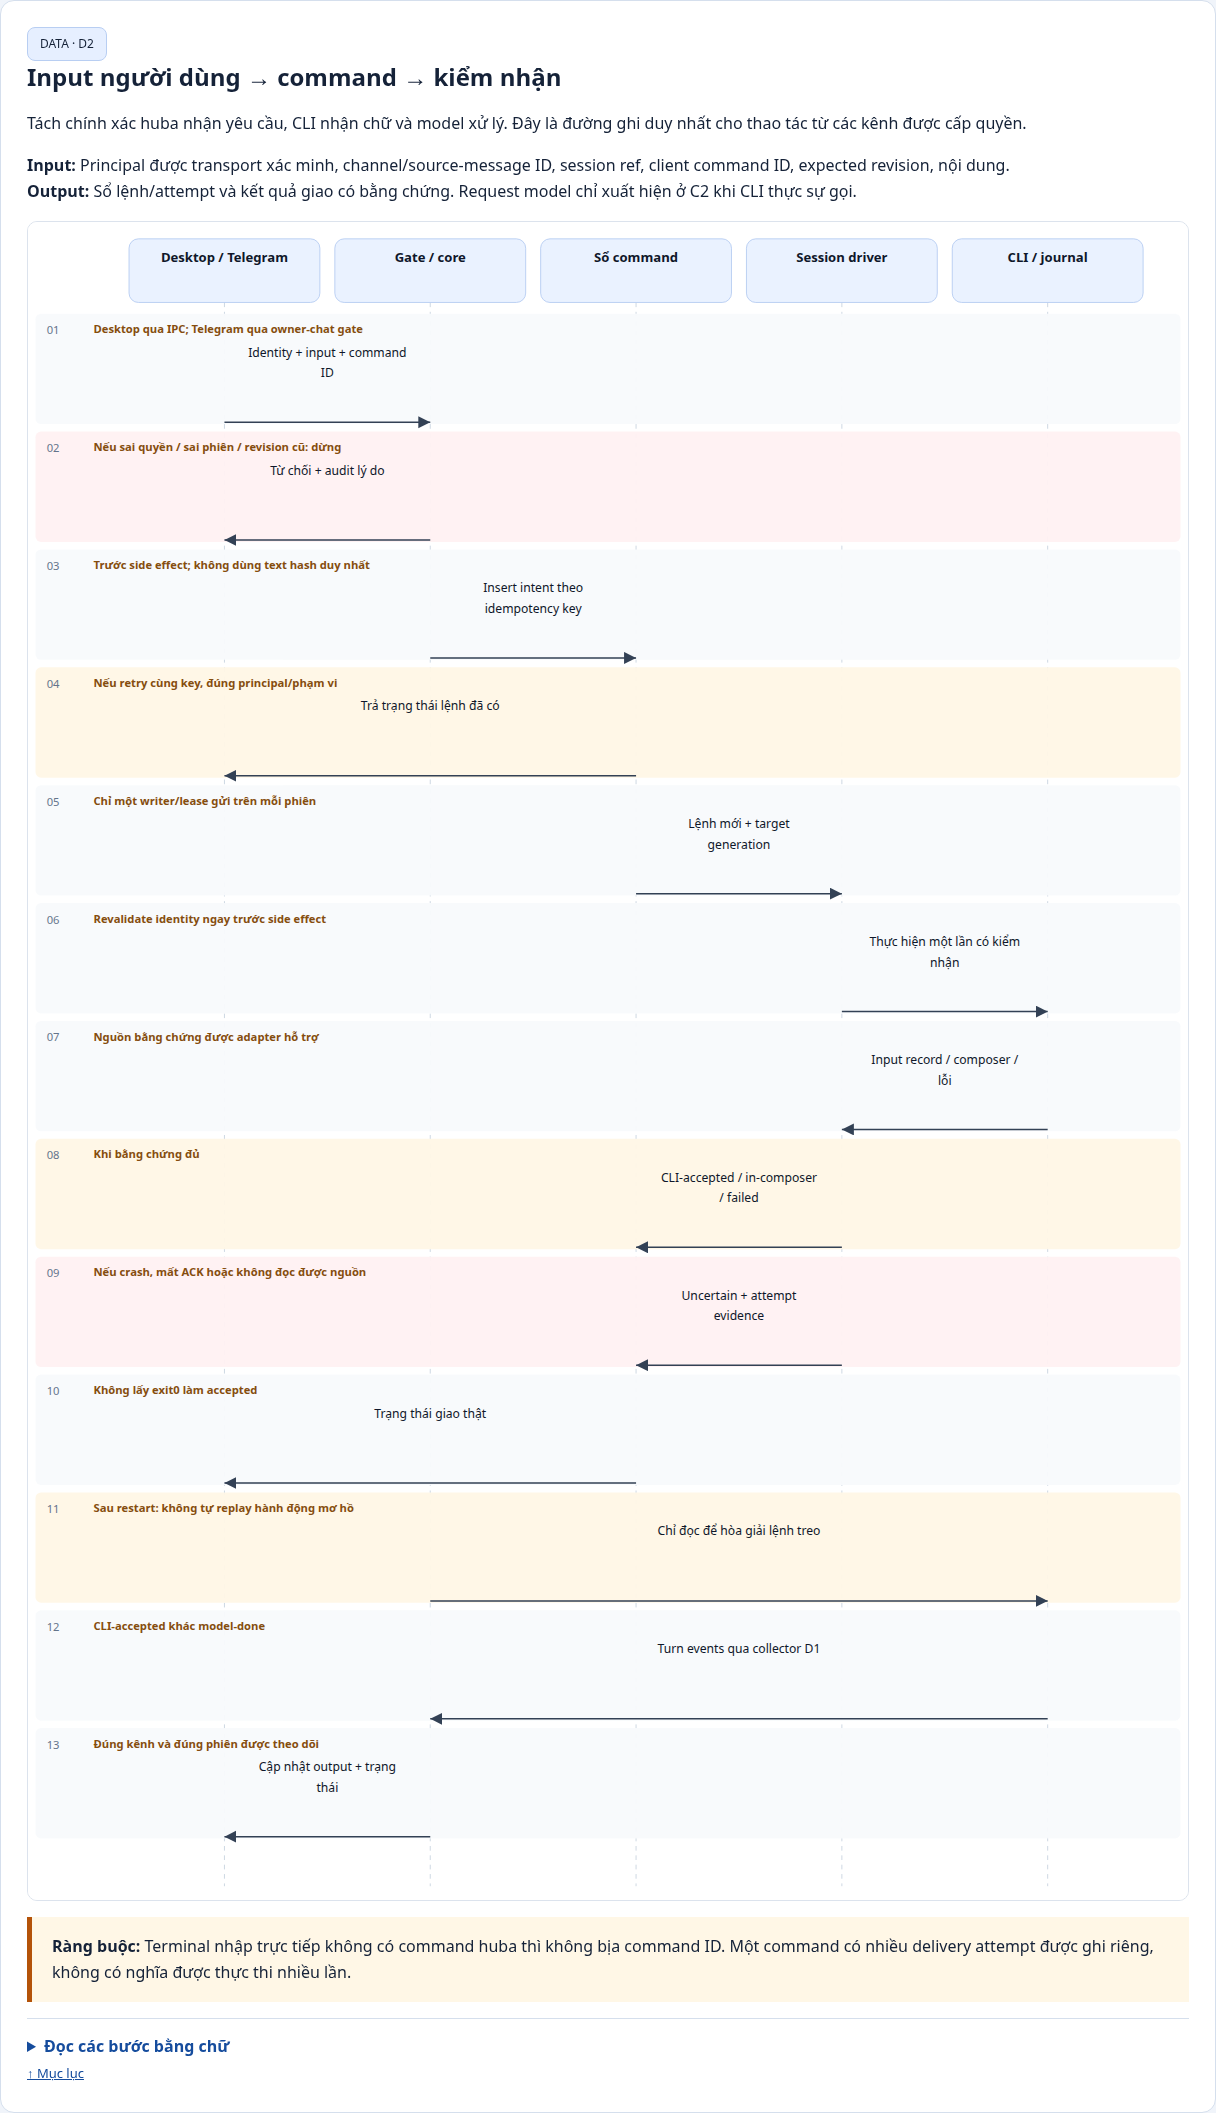 DATA · D2
Input người dùng → command → kiểm nhận
Tách chính xác huba nhận yêu cầu, CLI nhận chữ và model xử lý. Đây là đường ghi duy nhất cho thao tác từ các kênh được cấp quyền.
Input: Principal được transport xác minh, channel/source-message ID, session ref, client command ID, expected revision, nội dung.
Output: Sổ lệnh/attempt và kết quả giao có bằng chứng. Request model chỉ xuất hiện ở C2 khi CLI thực sự gọi.
Desktop / Telegram
Gate / core
Sổ command
Session driver
CLI / journal
01
Desktop qua IPC; Telegram qua owner-chat gate
Identity + input + command
ID
02
Nếu sai quyền / sai phiên / revision cũ: dừng
Từ chối + audit lý do
03
Trước side effect; không dùng text hash duy nhất
Insert intent theo
idempotency key
04
Nếu retry cùng key, đúng principal/phạm vi
Trả trạng thái lệnh đã có
05
Chỉ một writer/lease gửi trên mỗi phiên
Lệnh mới + target
generation
06
Revalidate identity ngay trước side effect
Thực hiện một lần có kiểm
nhận
07
Nguồn bằng chứng được adapter hỗ trợ
Input record / composer /
lỗi
08
Khi bằng chứng đủ
CLI-accepted / in-composer
/ failed
09
Nếu crash, mất ACK hoặc không đọc được nguồn
Uncertain + attempt
evidence
10
Không lấy exit0 làm accepted
Trạng thái giao thật
11
Sau restart: không tự replay hành động mơ hồ
Chỉ đọc để hòa giải lệnh treo
12
CLI-accepted khác model-done
Turn events qua collector D1
13
Đúng kênh và đúng phiên được theo dõi
Cập nhật output + trạng
thái
Ràng buộc: Terminal nhập trực tiếp không có command huba thì không bịa command ID. Một command có nhiều delivery attempt được ghi riêng,
không có nghĩa được thực thi nhiều lần.
▶ Đọc các bước bằng chữ
↑ Mục lục